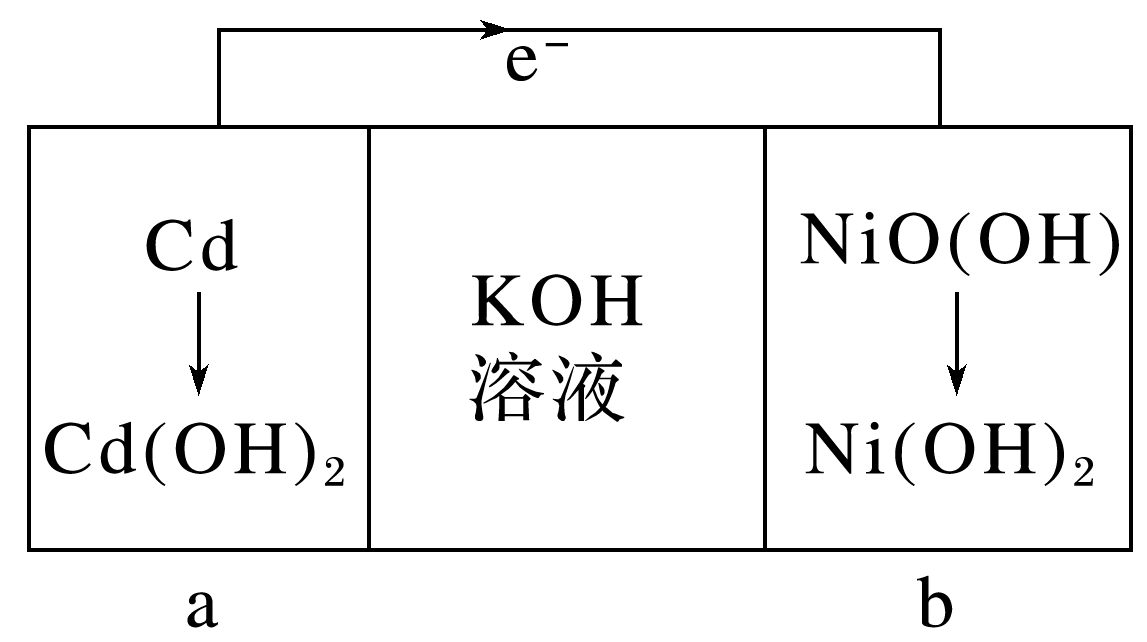 e⁻
Cd
Cd(OH)₂
KOH
溶液
NiO(OH)
Ni(OH)₂
a
b